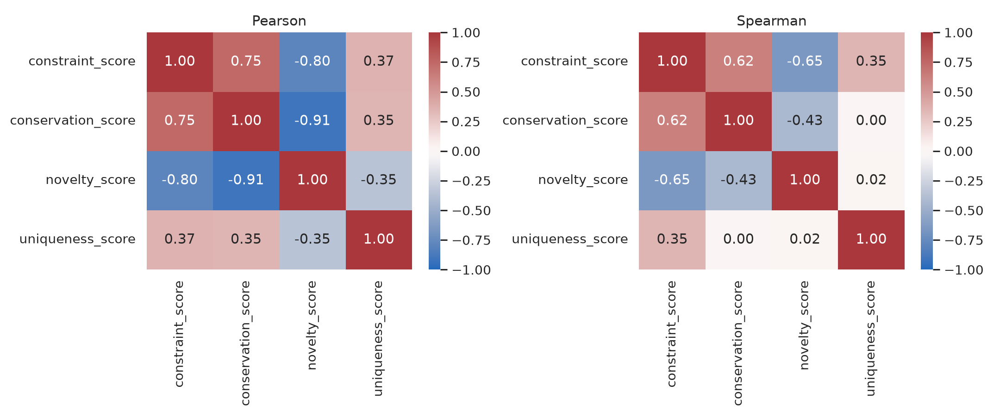 Pearson
constraint_score 1.00 0.75 -0.80 0.37
conservation_score 0.75 1.00 -0.91 0.35
novelty_score -0.80 -0.91 1.00 -0.35
uniqueness_score 0.37 0.35 -0.35 1.00
constraint_score
conservation_score
novelty_score
uniqueness_score
1.00
0.75
0.50
0.25
0.00
−0.25
−0.50
−0.75
−1.00
Spearman
constraint_score 1.00 0.62 -0.65 0.35
conservation_score 0.62 1.00 -0.43 0.00
novelty_score -0.65 -0.43 1.00 0.02
uniqueness_score 0.35 0.00 0.02 1.00
constraint_score
conservation_score
novelty_score
uniqueness_score
1.00
0.75
0.50
0.25
0.00
−0.25
−0.50
−0.75
−1.00